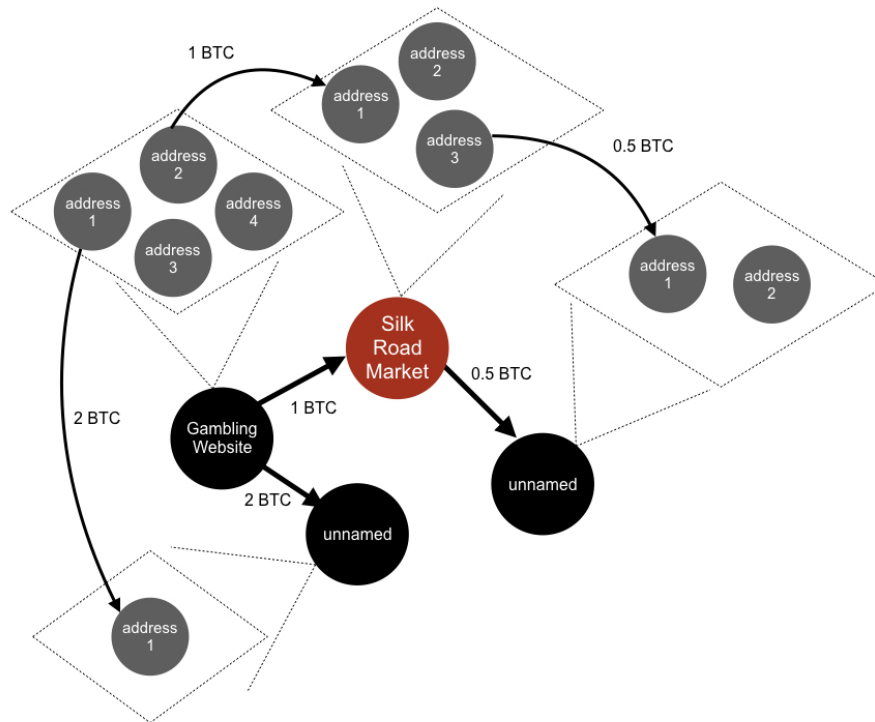 1 BTC
address
2
address
1
address
3
0.5 BTC
address
2
address
1
address
4
address
3
address
1
address
2
Silk
Road
Market
0.5 BTC
1 BTC
2 BTC
Gambling
Website
2 BTC
unnamed
unnamed
address
1